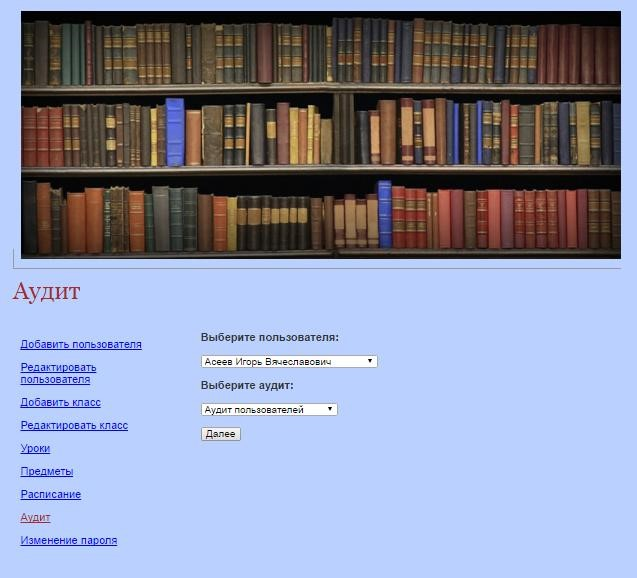 Аудит
Добавить пользователя
Редактировать
пользователя
Добавить класс
Редактировать класс
Уроки
Предметы
Расписание
Аудит
Изменение пароля
Выберите пользователя:
Асеев Игорь Вячеславович
Выберите аудит:
Аудит пользователей
Далее